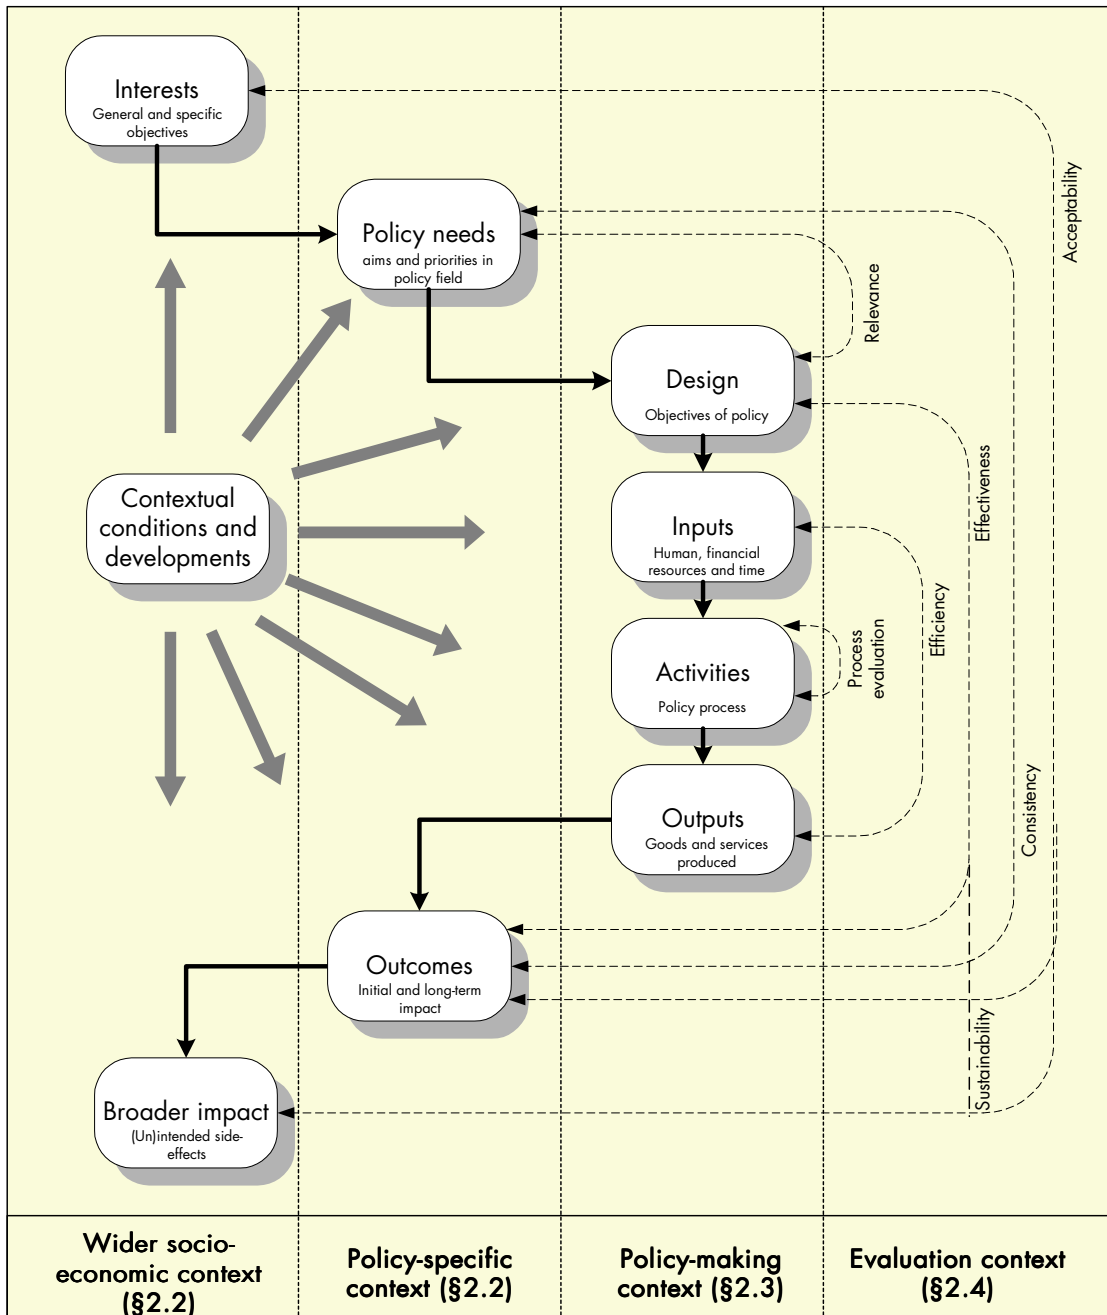 Interests
General and specific
objectives
Policy needs
aims and priorities in
policy field
Design
Objectives of policy
Contextual
conditions and
developments
Inputs
Human, financial
resources and time
Activities
Policy process
Outputs
Goods and services
produced
Outcomes
Initial and long-term
impact
Broader impact
(Un)intended side-
effects
Acceptability
Relevance
Effectiveness
Efficiency
Process
evaluation
Consistency
Sustainability
Wider socio-
economic context
(§2.2)
Policy-specific
context (§2.2)
Policy-making
context (§2.3)
Evaluation context
(§2.4)